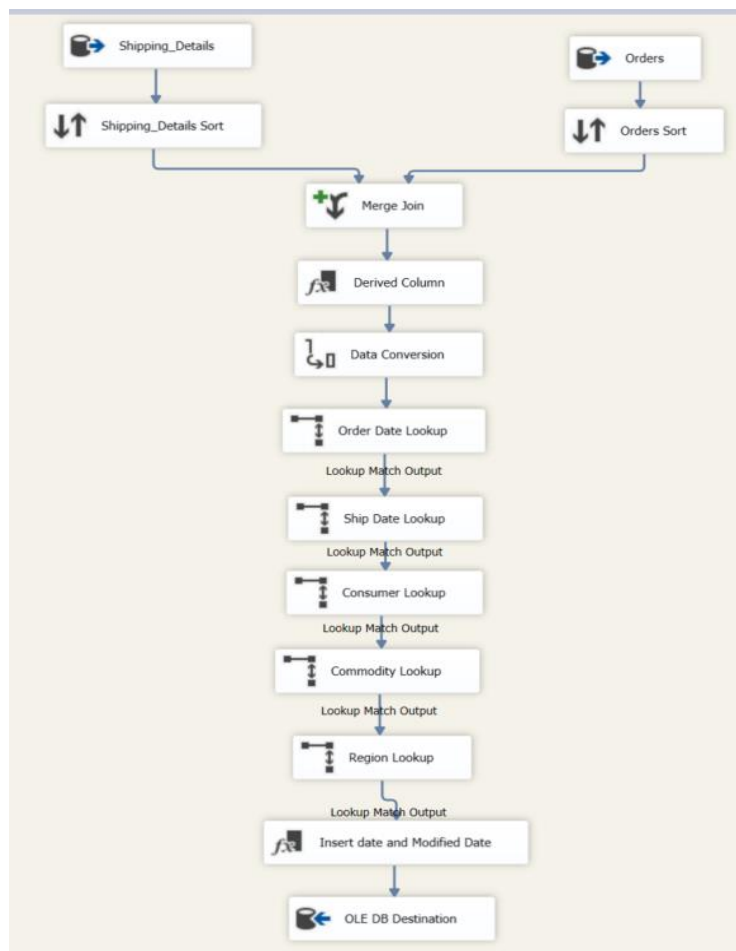 Shipping_Details
Orders
Shipping_Details Sort
Orders Sort
Merge Join
Derived Column
Data Conversion
Order Date Lookup
Lookup Match Output
Ship Date Lookup
Lookup Match Output
Consumer Lookup
Lookup Match Output
Commodity Lookup
Lookup Match Output
Region Lookup
Lookup Match Output
Insert date and Modified Date
OLE DB Destination